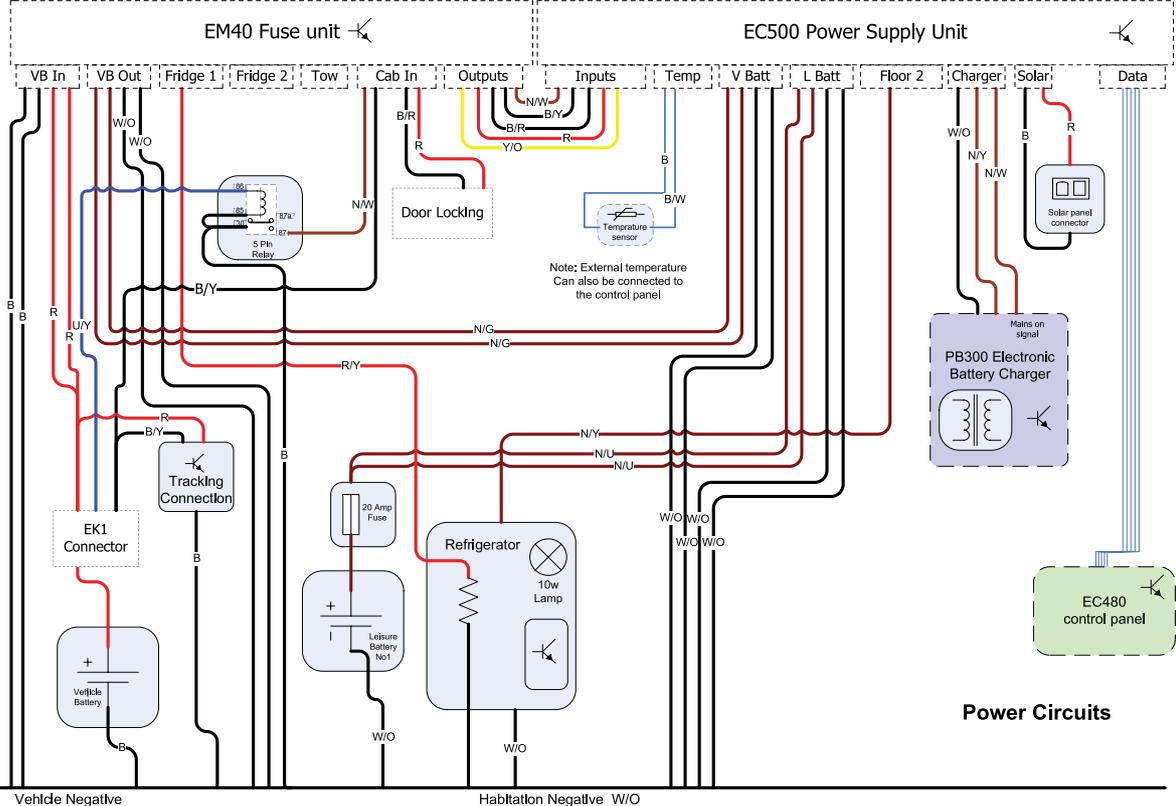 EM40 Fuse unit
EC500 Power Supply Unit
VB In
VB Out
Fridge 1
Fridge 2
Tow
Cab In
Outputs
Inputs
Temp
V Batt
L Batt
Floor 2
Charger
Solar
Data
N/W
B/Y
B/R
R
Y/O
W/O
W/O
B/R
R
W/O
N/Y
N/W
B
R
B
B/W
86
85
30
87a
87
5 Pin
Relay
N/W
Door Locking
Temprature
sensor
Solar panel
connector
Note: External temperature
Can also be connected to
the control panel
B/Y
B
B
R
R
U/Y
N/G
N/G
Mains on
signal
PB300 Electronic
Battery Charger
R/Y
R
B/Y
N/Y
N/U
N/U
B
Tracking
Connection
20 Amp
Fuse
W/O
W/O
W/O
W/O
EK1
Connector
B
Refrigerator
10w
Lamp
EC480
control panel
+
Leisure
Battery
No1
+
Vehicle
Battery
Power Circuits
B
W/O
W/O
Vehicle Negative
Habitation Negative W/O